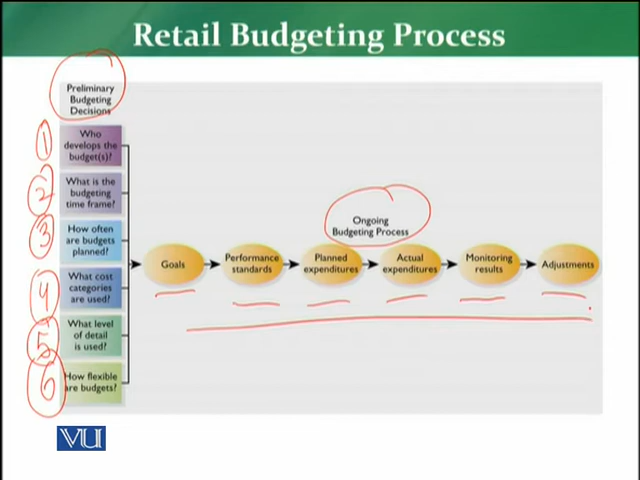 Retail Budgeting Process
Preliminary
Budgeting
Decisions
1
Who
develops the
budget(s)?
2
What is the
budgeting
time frame?
3
How often
are budgets
planned?
4
What cost
categories
are used?
5
What level
of detail
is used?
6
How flexible
are budgets?
Ongoing
Budgeting Process
Goals
Performance
standards
Planned
expenditures
Actual
expenditures
Monitoring
results
Adjustments
VU